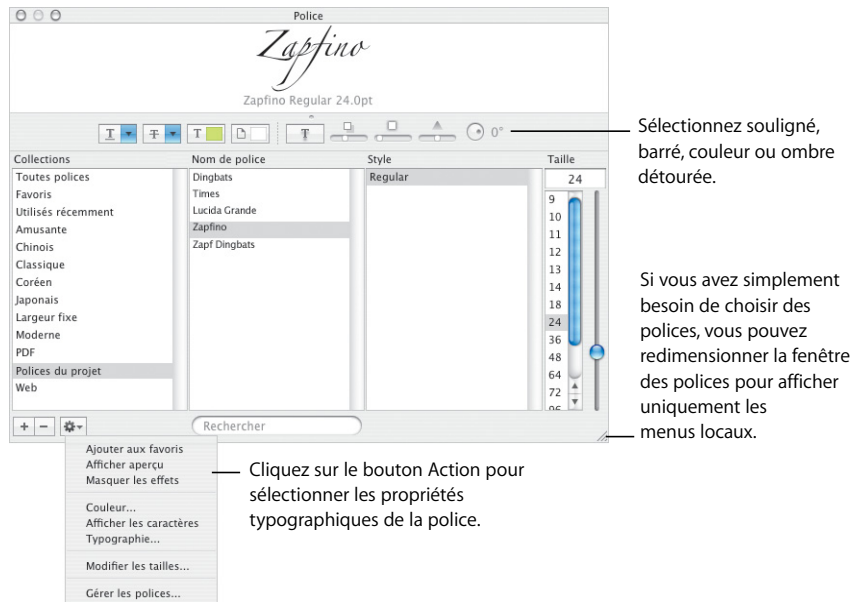 Police
Zapfino
Zapfino Regular 24.0pt
T T T T 0°
Sélectionnez souligné,
barré, couleur ou ombre
détourée.
Collections Nom de police Style Taille
Toutes polices
Favoris
Utilisés récemment
Amusante
Chinois
Classique
Coréen
Japonais
Largeur fixe
Moderne
PDF
Polices du projet
Web
Dingbats
Times
Lucida Grande
Zapfino
Zapf Dingbats
Regular
24
9
10
11
12
13
14
18
24
36
48
64
72
96
Si vous avez simplement
besoin de choisir des
polices, vous pouvez
redimensionner la fenêtre
des polices pour afficher
uniquement les
menus locaux.
Rechercher
Ajouter aux favoris
Afficher aperçu
Masquer les effets
Couleur...
Afficher les caractères
Typographie...
Modifier les tailles...
Gérer les polices...
Cliquez sur le bouton Action pour
sélectionner les propriétés
typographiques de la police.